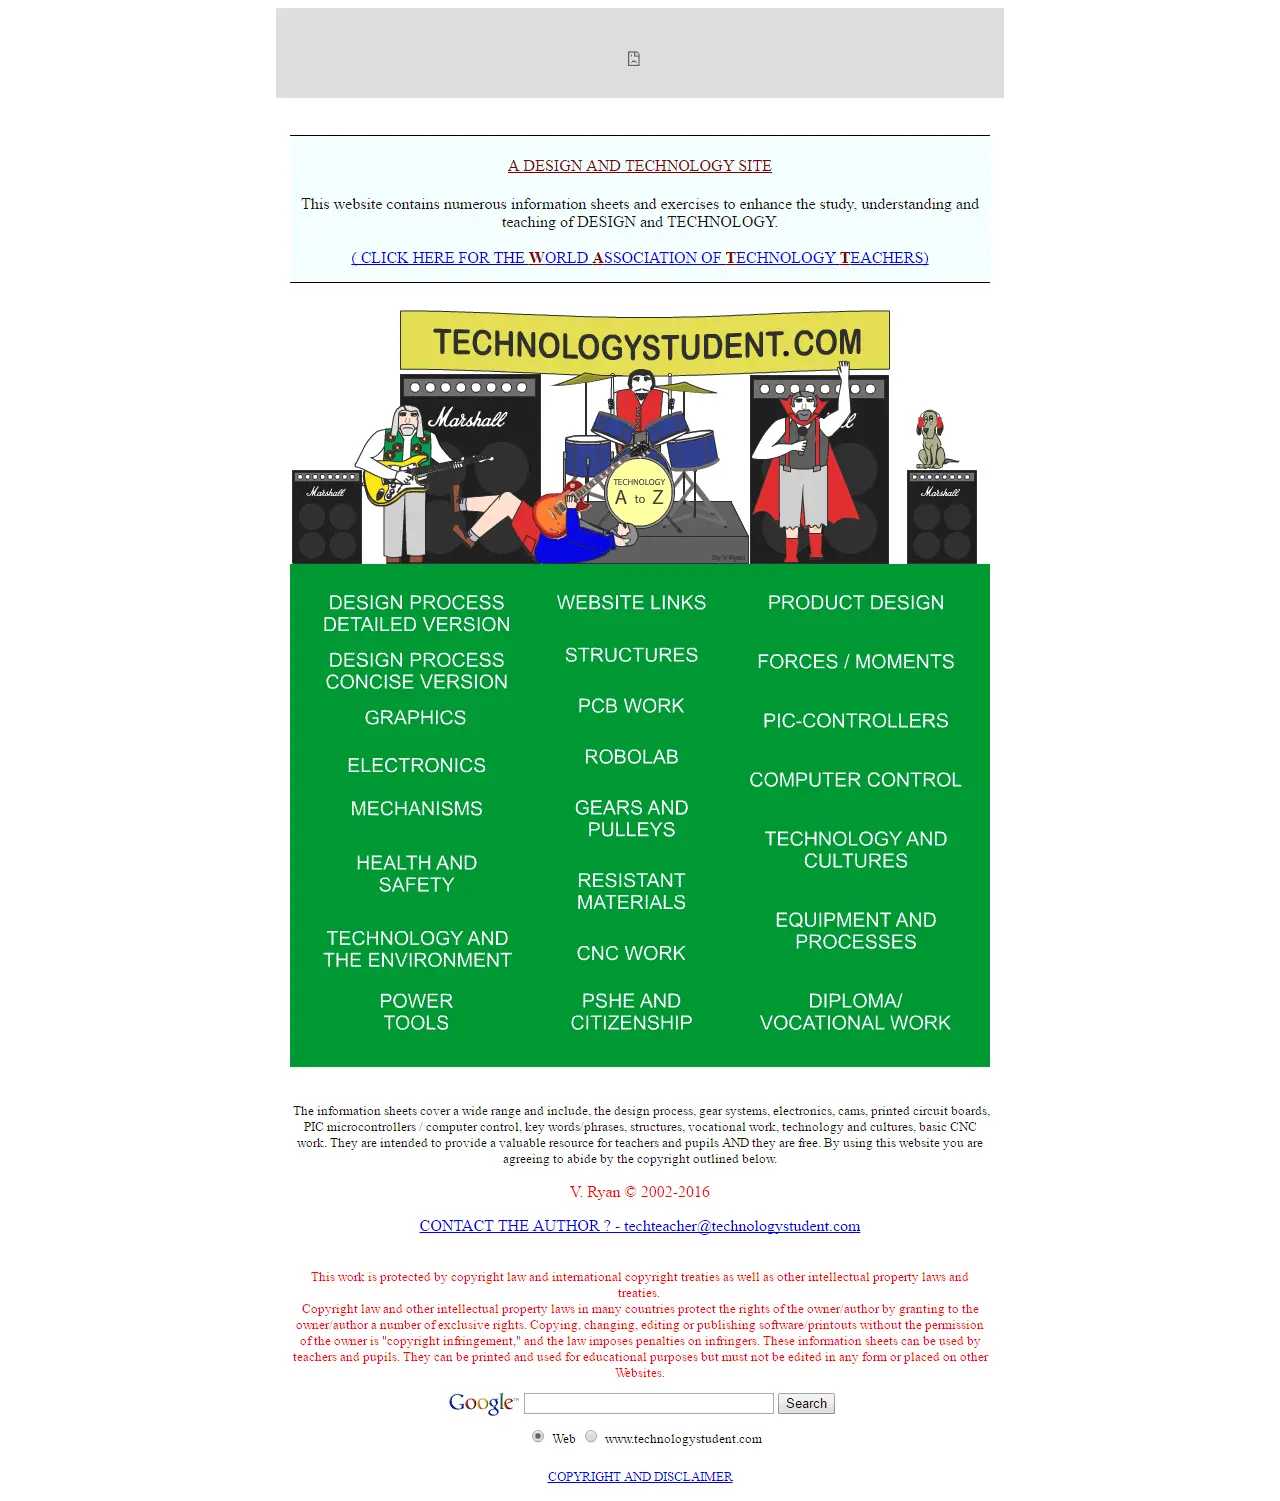 A DESIGN AND TECHNOLOGY SITE
This website contains numerous information sheets and exercises to enhance the study, understanding and
teaching of DESIGN and TECHNOLOGY.
( CLICK HERE FOR THE WORLD ASSOCIATION OF TECHNOLOGY TEACHERS)
TECHNOLOGYSTUDENT.COM
Marshall
Marshall
Marshall
TECHNOLOGY
A to Z
By V Ryan
DESIGN PROCESS
DETAILED VERSION
DESIGN PROCESS
CONCISE VERSION
GRAPHICS
ELECTRONICS
MECHANISMS
HEALTH AND
SAFETY
TECHNOLOGY AND
THE ENVIRONMENT
POWER
TOOLS
WEBSITE LINKS
STRUCTURES
PCB WORK
ROBOLAB
GEARS AND
PULLEYS
RESISTANT
MATERIALS
CNC WORK
PSHE AND
CITIZENSHIP
PRODUCT DESIGN
FORCES / MOMENTS
PIC-CONTROLLERS
COMPUTER CONTROL
TECHNOLOGY AND
CULTURES
EQUIPMENT AND
PROCESSES
DIPLOMA/
VOCATIONAL WORK
The information sheets cover a wide range and include, the design process, gear systems, electronics, cams, printed circuit boards,
PIC microcontrollers / computer control, key words/phrases, structures, vocational work, technology and cultures, basic CNC
work. They are intended to provide a valuable resource for teachers and pupils AND they are free. By using this website you are
agreeing to abide by the copyright outlined below.
V. Ryan © 2002-2016
CONTACT THE AUTHOR ? - techteacher@technologystudent.com
This work is protected by copyright law and international copyright treaties as well as other intellectual property laws and
treaties.
Copyright law and other intellectual property laws in many countries protect the rights of the owner/author by granting to the
owner/author a number of exclusive rights. Copying, changing, editing or publishing software/printouts without the permission
of the owner is "copyright infringement," and the law imposes penalties on infringers. These information sheets can be used by
teachers and pupils. They can be printed and used for educational purposes but must not be edited in any form or placed on other
Websites.
Google™ Search
Web www.technologystudent.com
COPYRIGHT AND DISCLAIMER